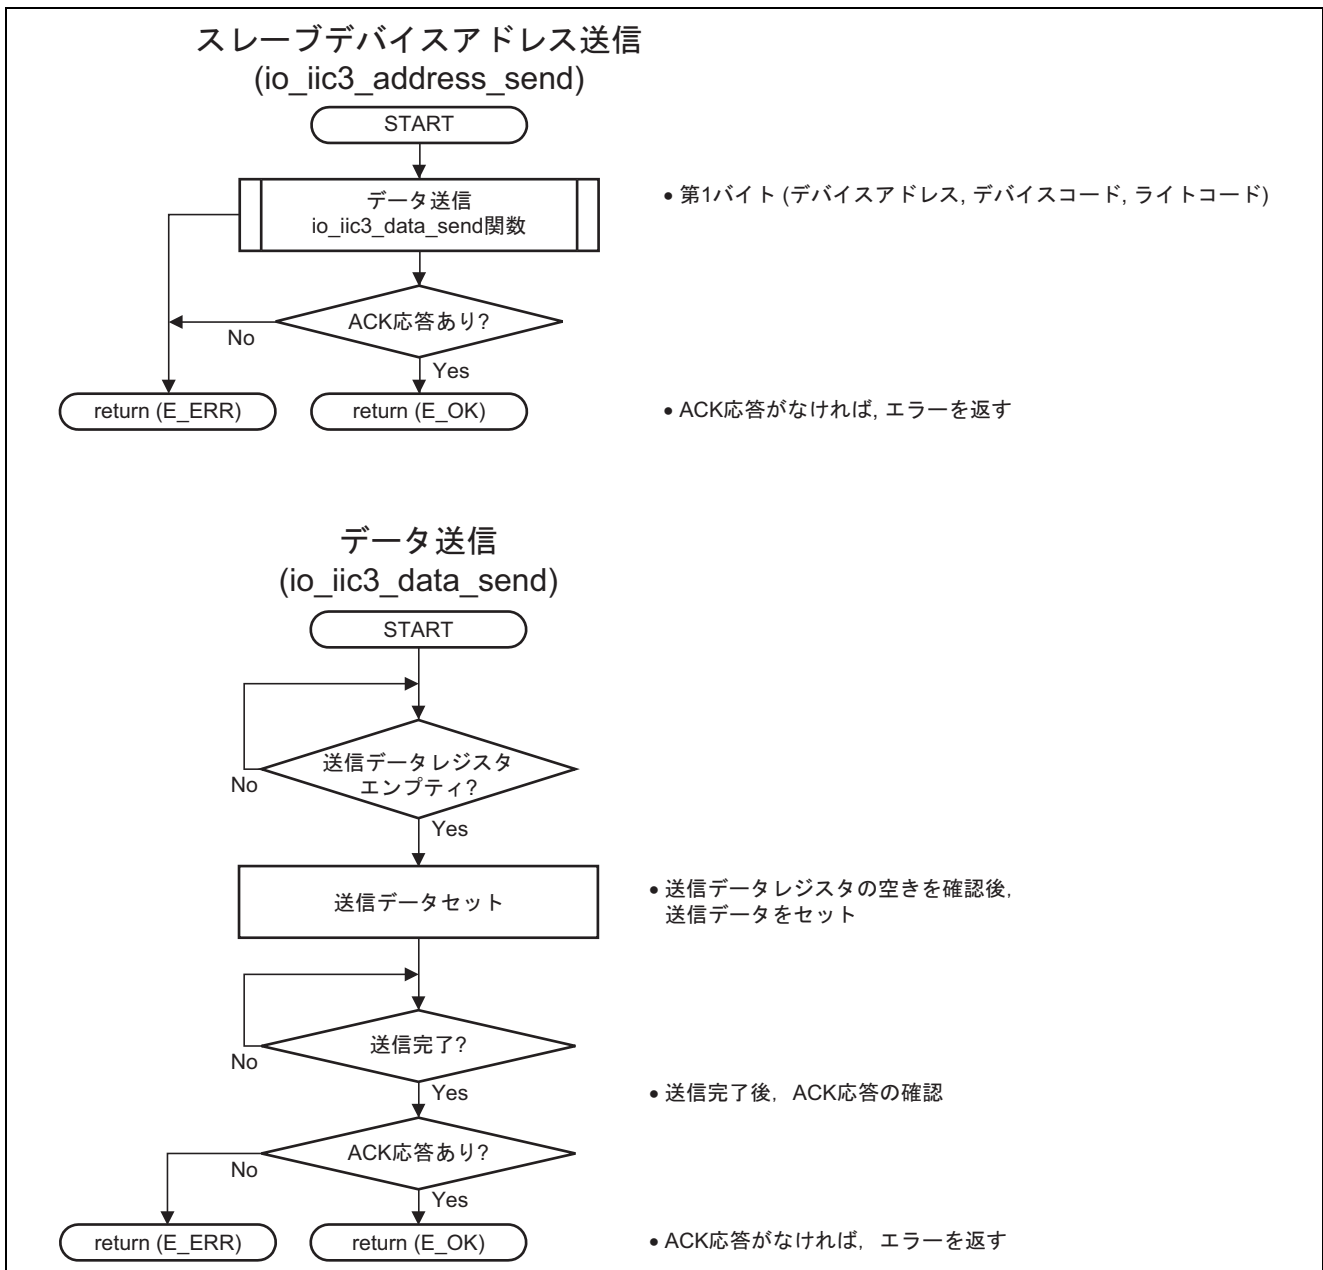 スレーブデバイスアドレス送信
(io_iic3_address_send)
START
データ送信
io_iic3_data_send関数
• 第1バイト (デバイスアドレス, デバイスコード, ライトコード)
ACK応答あり?
No
Yes
return (E_ERR)
return (E_OK)
• ACK応答がなければ, エラーを返す
データ送信
(io_iic3_data_send)
START
送信データレジスタ
エンプティ?
No
Yes
送信データセット
• 送信データレジスタの空きを確認後,
送信データをセット
送信完了?
No
Yes
• 送信完了後, ACK応答の確認
ACK応答あり?
No
Yes
return (E_ERR)
return (E_OK)
• ACK応答がなければ, エラーを返す